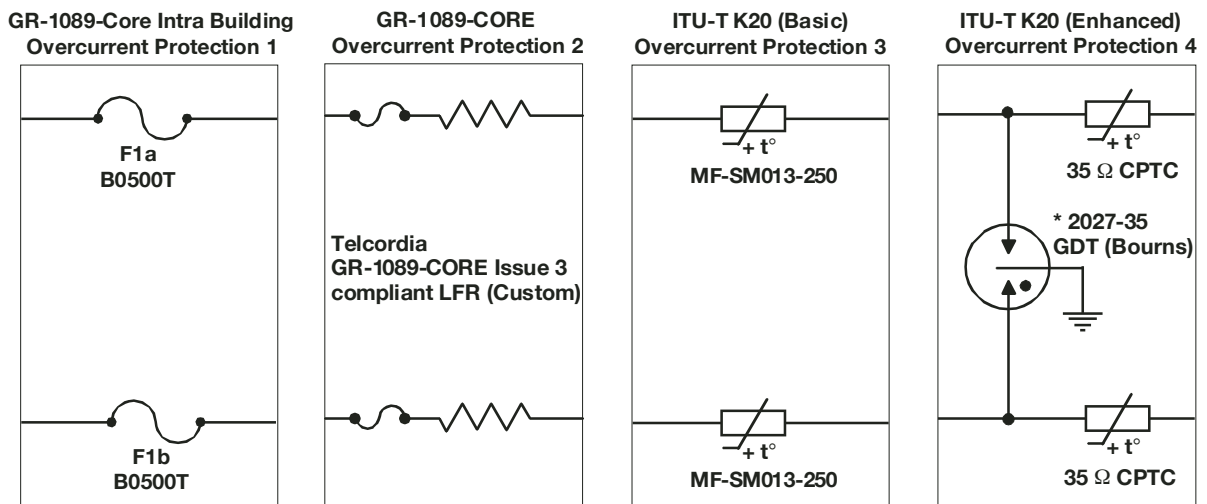 GR-1089-Core Intra Building
Overcurrent Protection 1
F1a
B0500T
F1b
B0500T
GR-1089-CORE
Overcurrent Protection 2
Telcordia
GR-1089-CORE Issue 3
compliant LFR (Custom)
ITU-T K20 (Basic)
Overcurrent Protection 3
+ t°
MF-SM013-250
+ t°
MF-SM013-250
ITU-T K20 (Enhanced)
Overcurrent Protection 4
+ t°
35 Ω CPTC
* 2027-35
GDT (Bourns)
+ t°
35 Ω CPTC